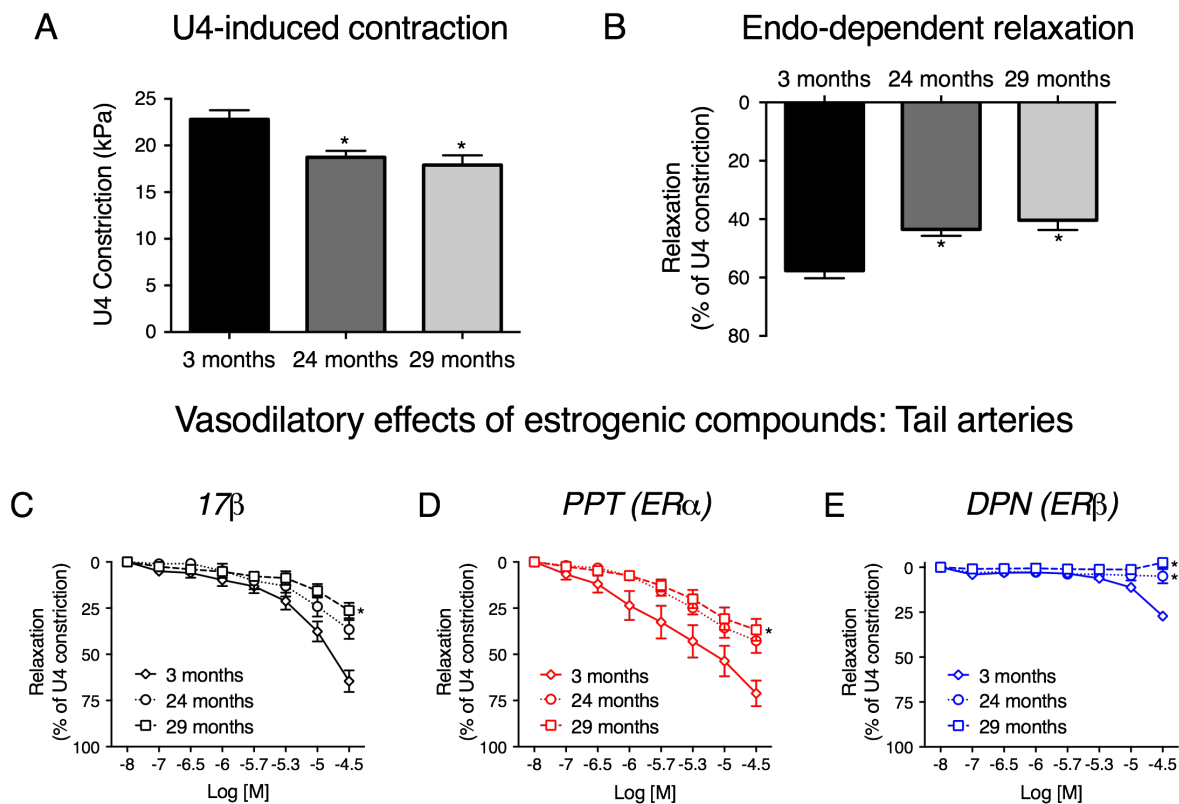 A U4-induced contraction
B Endo-dependent relaxation
U4 Constriction (kPa)
25
20
15
10
5
0
*
*
3 months 24 months 29 months
3 months 24 months 29 months
Relaxation
(% of U4 constriction)
0
20
40
60
80
*
*
Vasodilatory effects of estrogenic compounds: Tail arteries
C 17β
Relaxation
(% of U4 constriction)
0
25
50
75
100
*
3 months
24 months
29 months
-8 -7 -6.5 -6 -5.7 -5.3 -5 -4.5
Log [M]
D PPT (ERα)
Relaxation
(% of U4 constriction)
0
25
50
75
100
*
3 months
24 months
29 months
-8 -7 -6.5 -6 -5.7 -5.3 -5 -4.5
Log [M]
E DPN (ERβ)
Relaxation
(% of U4 constriction)
0
25
50
75
100
*
*
3 months
24 months
29 months
-8 -7 -6.5 -6 -5.7 -5.3 -5 -4.5
Log [M]